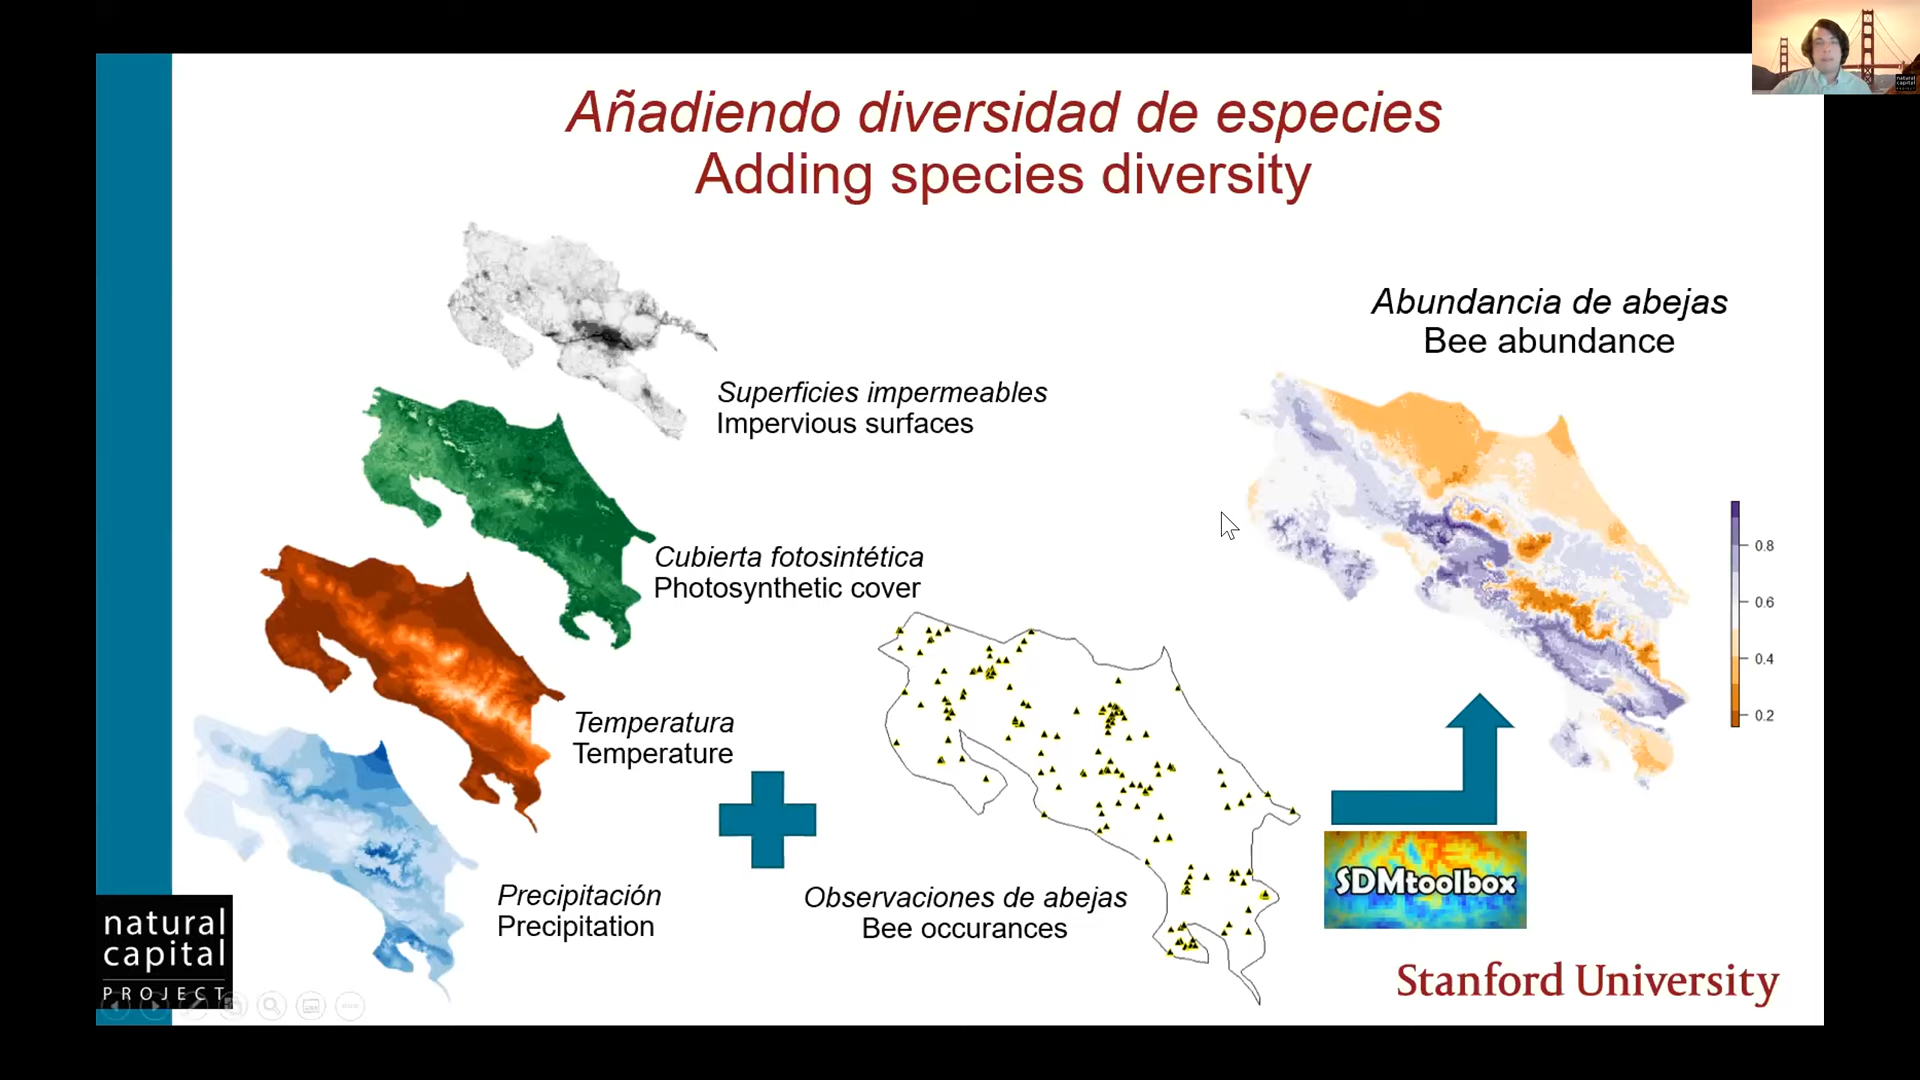 Añadiendo diversidad de especies
Adding species diversity
Superficies impermeables
Impervious surfaces
Cubierta fotosintética
Photosynthetic cover
Temperatura
Temperature
Precipitación
Precipitation
Observaciones de abejas
Bee occurances
Abundancia de abejas
Bee abundance
0.8
0.6
0.4
0.2
SDMtoolbox
natural
capital
PROJECT
Stanford University
natural
capital